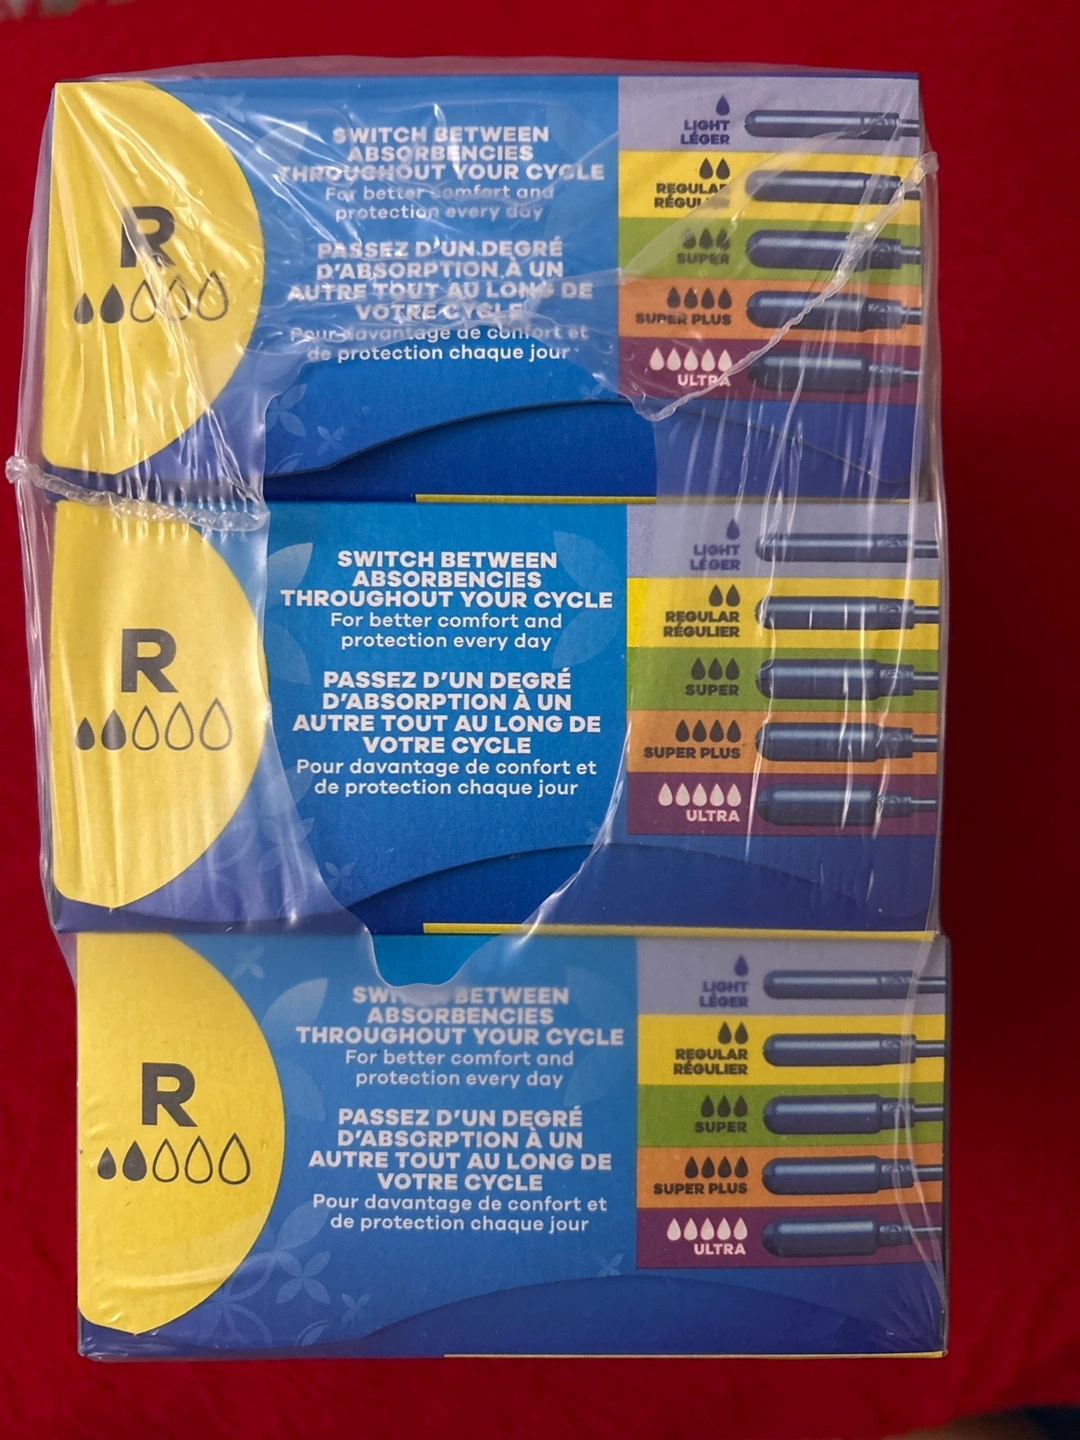 R
SWITCH BETWEEN
ABSORBENCIES
THROUGHOUT YOUR CYCLE
For better comfort and
protection every day
PASSEZ D'UN DEGRÉ
D'ABSORPTION À UN
AUTRE TOUT AU LONG DE
VOTRE CYCLE
Pour davantage de confort et
de protection chaque jour
LIGHT
LÉGER
REGULAR
RÉGULIER
SUPER
SUPER PLUS
ULTRA
R
SWITCH BETWEEN
ABSORBENCIES
THROUGHOUT YOUR CYCLE
For better comfort and
protection every day
PASSEZ D'UN DEGRÉ
D'ABSORPTION À UN
AUTRE TOUT AU LONG DE
VOTRE CYCLE
Pour davantage de confort et
de protection chaque jour
LIGHT
LÉGER
REGULAR
RÉGULIER
SUPER
SUPER PLUS
ULTRA
R
SWITCH BETWEEN
ABSORBENCIES
THROUGHOUT YOUR CYCLE
For better comfort and
protection every day
PASSEZ D'UN DEGRÉ
D'ABSORPTION À UN
AUTRE TOUT AU LONG DE
VOTRE CYCLE
Pour davantage de confort et
de protection chaque jour
LIGHT
LÉGER
REGULAR
RÉGULIER
SUPER
SUPER PLUS
ULTRA